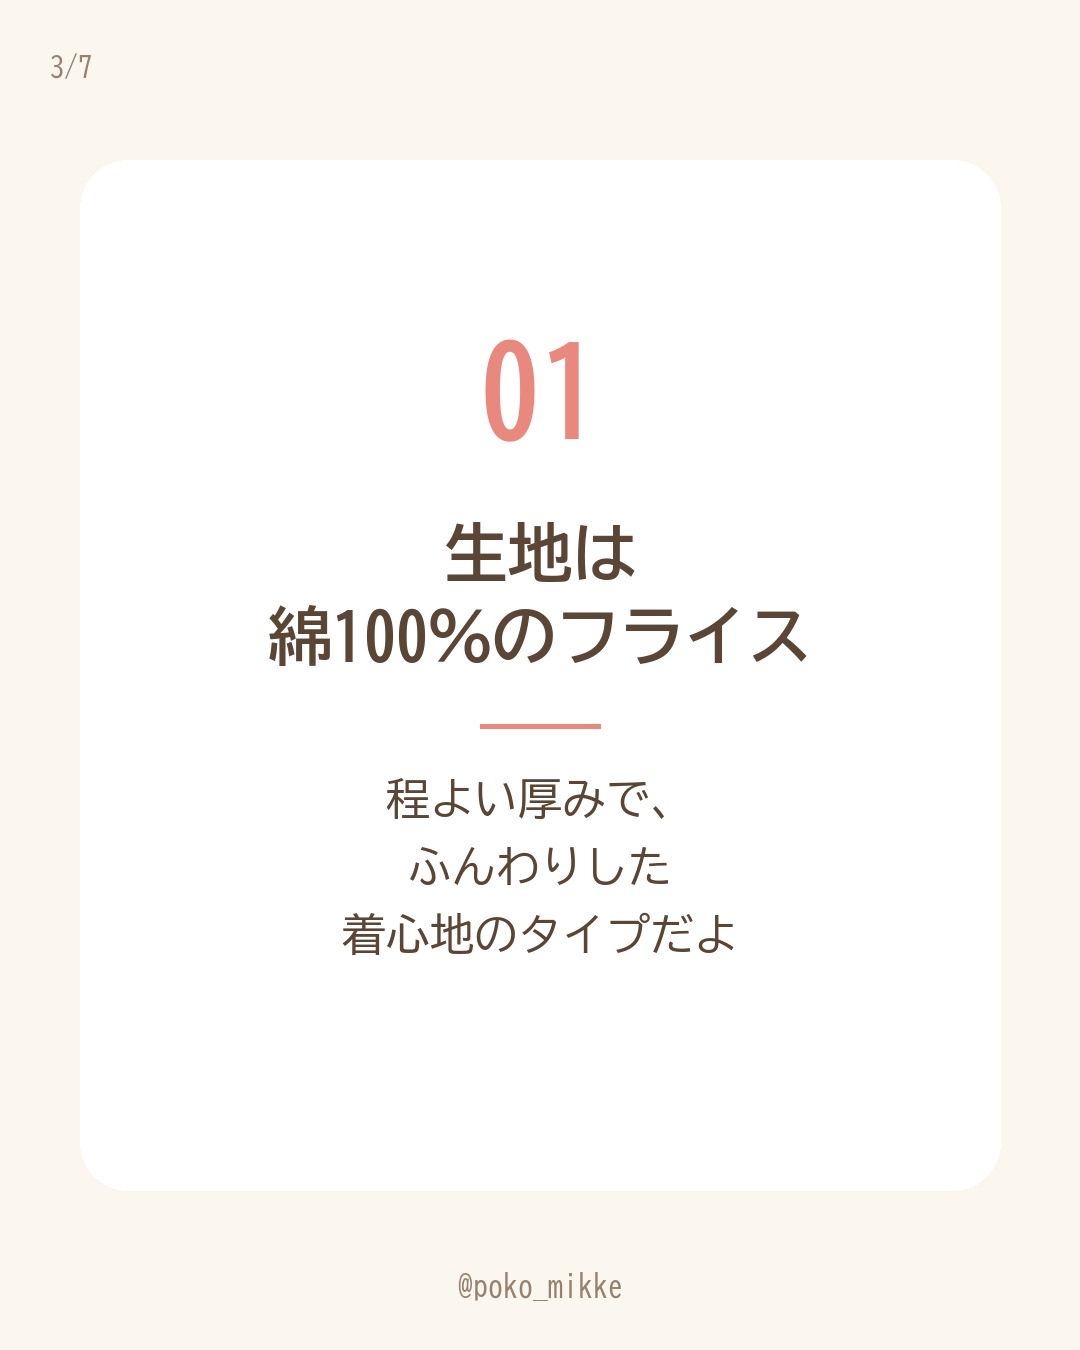 3/7
01
生地は
綿100%のフライス
程よい厚みで、
ふんわりした
着心地のタイプだよ
@poko_mikke